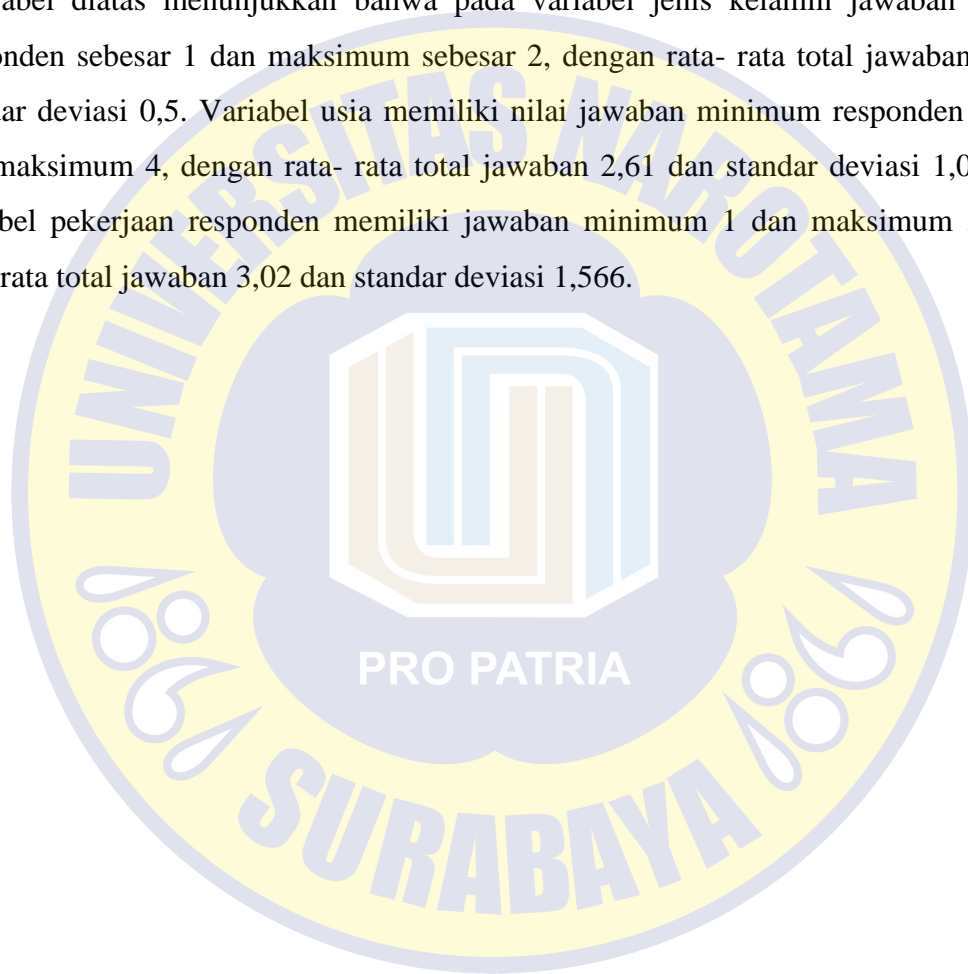 abel diatas menunjukkan bahwa pada variabel jenis kelamin jawaban
onden sebesar 1 dan maksimum sebesar 2, dengan rata- rata total jawaban
ar deviasi 0,5. Variabel usia memiliki nilai jawaban minimum responden
maksimum 4, dengan rata- rata total jawaban 2,61 dan standar deviasi 1,0
bel pekerjaan responden memiliki jawaban minimum 1 dan maksimum
rata total jawaban 3,02 dan standar deviasi 1,566.
UNIVERSITAS NAROTAMA
PRO PATRIA
SURABAYA